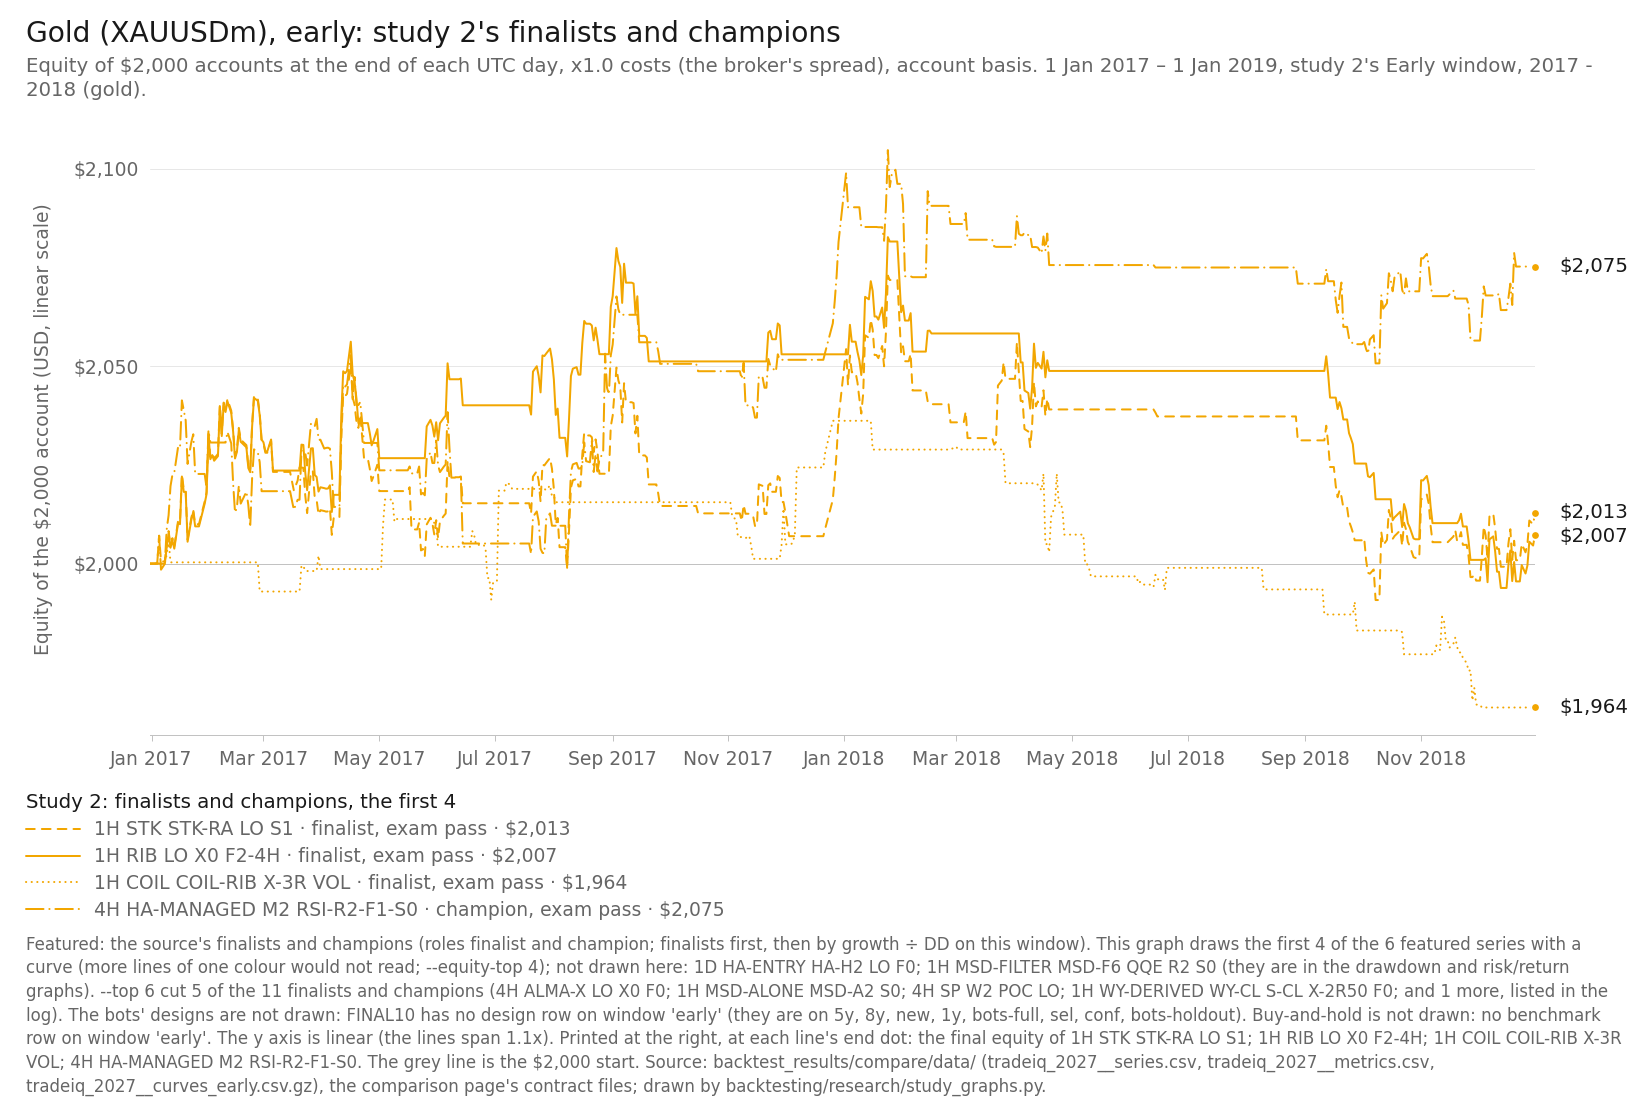 Gold (XAUUSDm), early: study 2's finalists and champions
Equity of $2,000 accounts at the end of each UTC day, x1.0 costs (the broker's spread), account basis. 1 Jan 2017 – 1 Jan 2019, study 2's Early window, 2017 -
2018 (gold).
Equity of the $2,000 account (USD, linear scale)
$2,100
$2,050
$2,000
$2,075
$2,013
$2,007
$1,964
Jan 2017 Mar 2017 May 2017 Jul 2017 Sep 2017 Nov 2017 Jan 2018 Mar 2018 May 2018 Jul 2018 Sep 2018 Nov 2018
Study 2: finalists and champions, the first 4
1H STK STK-RA LO S1 · finalist, exam pass · $2,013
1H RIB LO X0 F2-4H · finalist, exam pass · $2,007
1H COIL COIL-RIB X-3R VOL · finalist, exam pass · $1,964
4H HA-MANAGED M2 RSI-R2-F1-S0 · champion, exam pass · $2,075
Featured: the source's finalists and champions (roles finalist and champion; finalists first, then by growth ÷ DD on this window). This graph draws the first 4 of the 6 featured series with a
curve (more lines of one colour would not read; --equity-top 4); not drawn here: 1D HA-ENTRY HA-H2 LO F0; 1H MSD-FILTER MSD-F6 QQE R2 S0 (they are in the drawdown and risk/return
graphs). --top 6 cut 5 of the 11 finalists and champions (4H ALMA-X LO X0 F0; 1H MSD-ALONE MSD-A2 S0; 4H SP W2 POC LO; 1H WY-DERIVED WY-CL S-CL X-2R50 F0; and 1 more, listed in the
log). The bots' designs are not drawn: FINAL10 has no design row on window 'early' (they are on 5y, 8y, new, 1y, bots-full, sel, conf, bots-holdout). Buy-and-hold is not drawn: no benchmark
row on window 'early'. The y axis is linear (the lines span 1.1x). Printed at the right, at each line's end dot: the final equity of 1H STK STK-RA LO S1; 1H RIB LO X0 F2-4H; 1H COIL COIL-RIB X-3R
VOL; 4H HA-MANAGED M2 RSI-R2-F1-S0. The grey line is the $2,000 start. Source: backtest_results/compare/data/ (tradeiq_2027__series.csv, tradeiq_2027__metrics.csv,
tradeiq_2027__curves_early.csv.gz), the comparison page's contract files; drawn by backtesting/research/study_graphs.py.